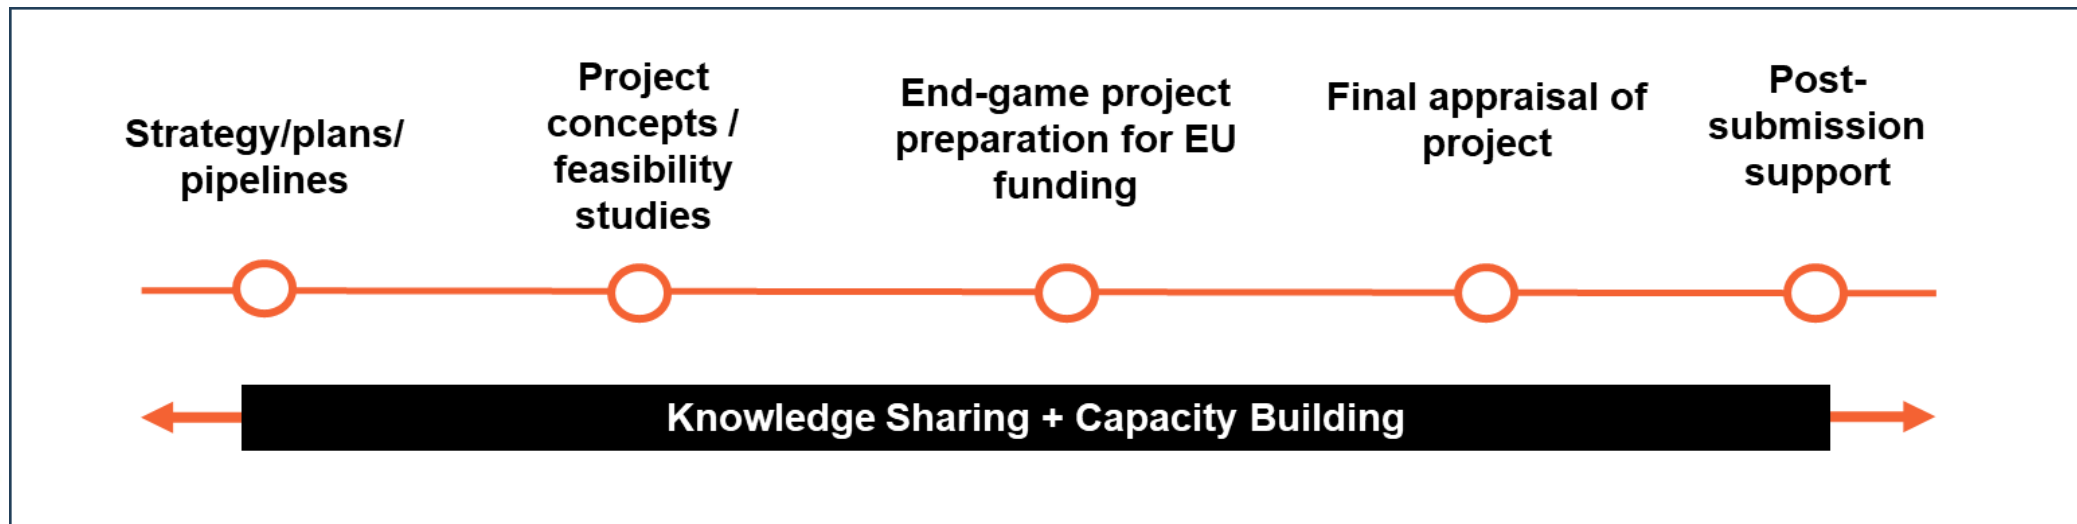 Strategy/plans/
pipelines
Project
concepts /
feasibility
studies
End-game project
preparation for EU
funding
Final appraisal of
project
Post-
submission
support
Knowledge Sharing + Capacity Building